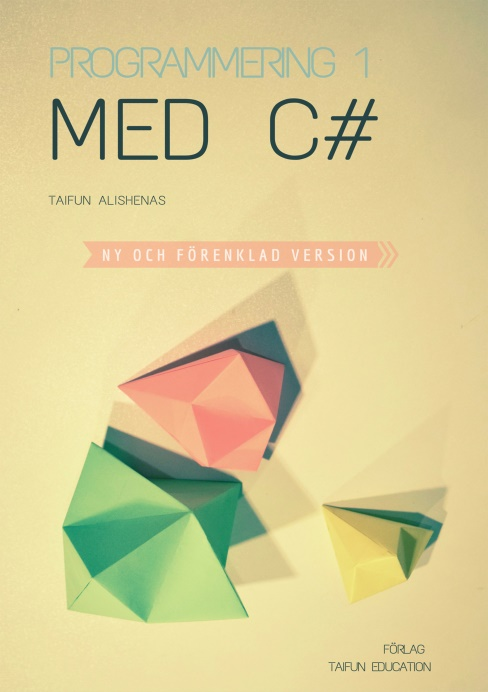 PROGRAMMERING 1
MED C#
TAIFUN ALISHENAS
NY OCH FÖRENKLAD VERSION
FÖRLAG
TAIFUN EDUCATION